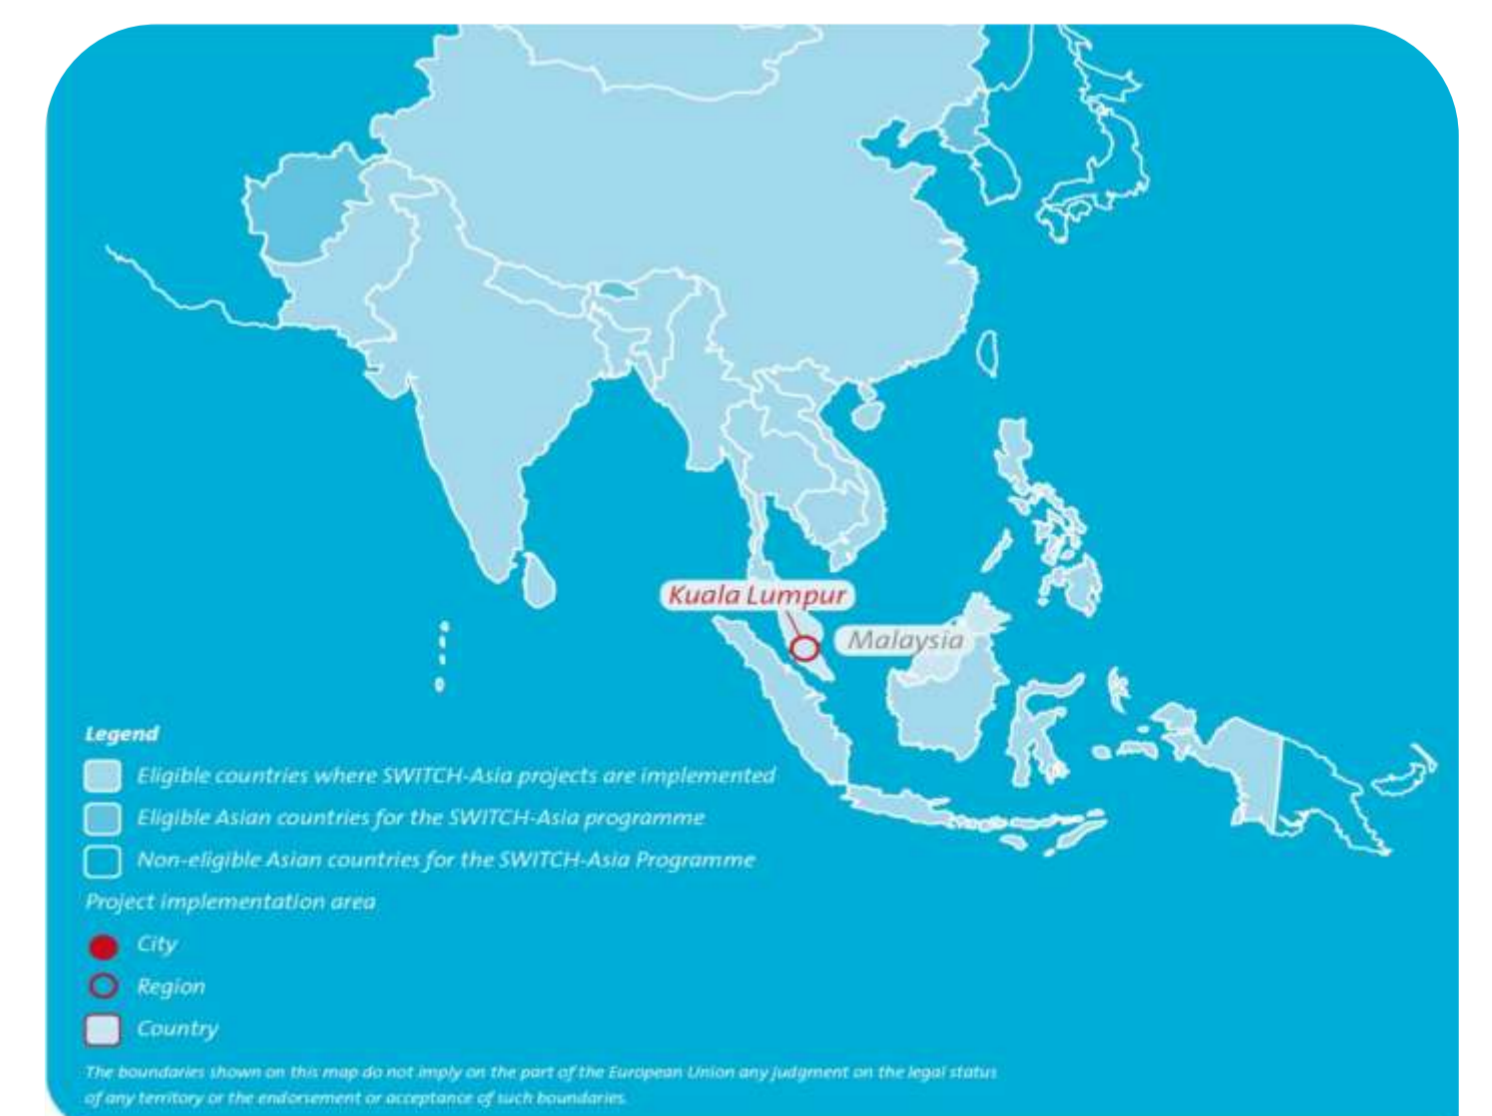 Kuala Lumpur
Malaysia
Legend
Eligible countries where SWITCH-Asia projects are implemented
Eligible Asian countries for the SWITCH-Asia programme
Non-eligible Asian countries for the SWITCH-Asia Programme
Project implementation area
City
Region
Country
The boundaries shown on this map do not imply on the part of the European Union any judgment on the legal status
of any territory or the endorsement or acceptance of such boundaries.